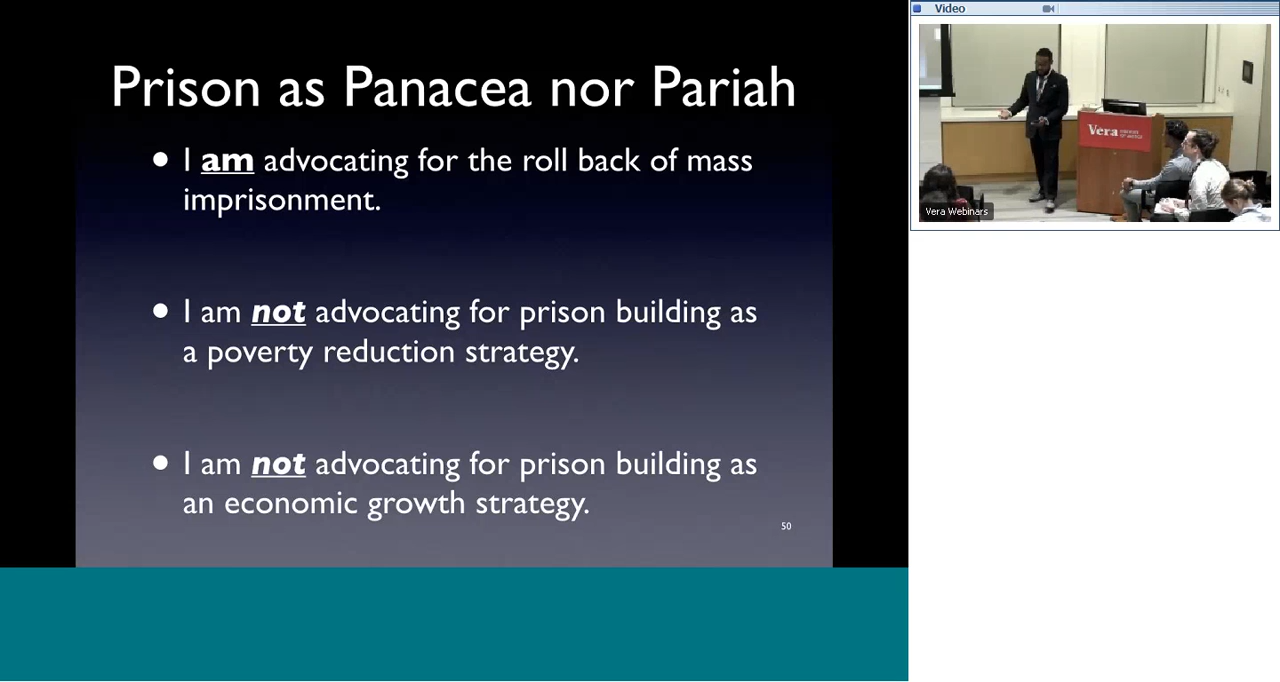 Prison as Panacea nor Pariah
• I am advocating for the roll back of mass
imprisonment.
• I am not advocating for prison building as
a poverty reduction strategy.
• I am not advocating for prison building as
an economic growth strategy.
50
Video
Vera
Vera Webinars